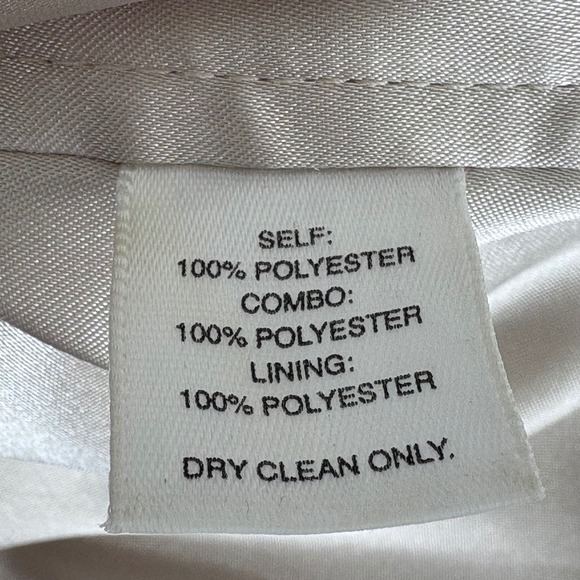 SELF:
100% POLYESTER
COMBO:
100% POLYESTER
LINING:
100% POLYESTER
DRY CLEAN ONLY.